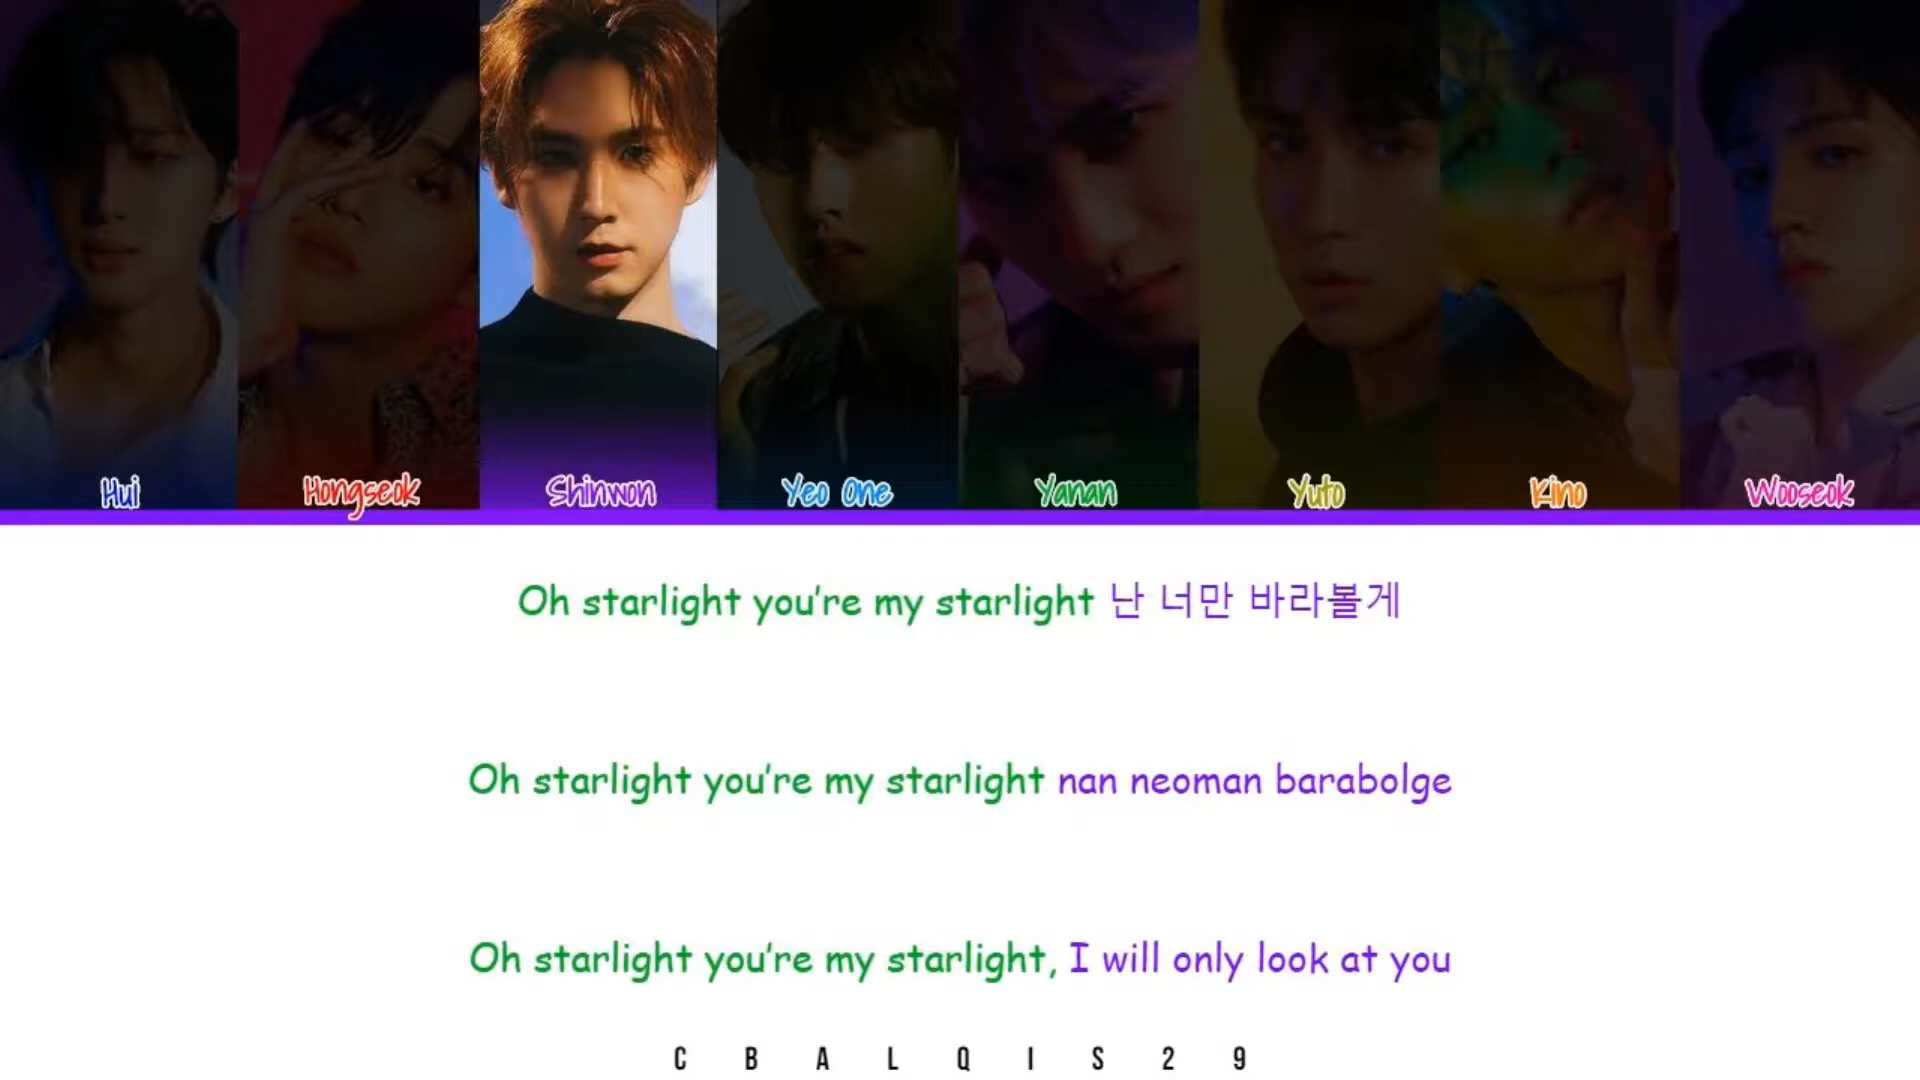 Hui Hongseok Shinwon Yeo One Yanan Yuto Kino Wooseok
Oh starlight you're my starlight 난 너만 바라볼게
Oh starlight you're my starlight nan neoman barabolge
Oh starlight you're my starlight, I will only look at you
CBALQIS29